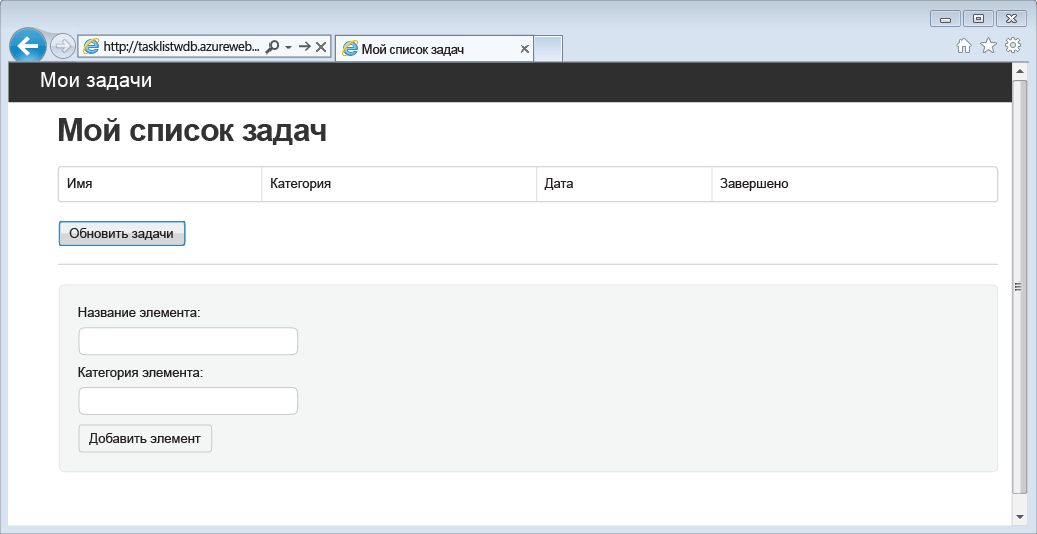 http://tasklistwdb.azureweb...
Мой список задач
Мои задачи
Мой список задач
Имя Категория Дата Завершено
Обновить задачи
Название элемента:
Категория элемента:
Добавить элемент